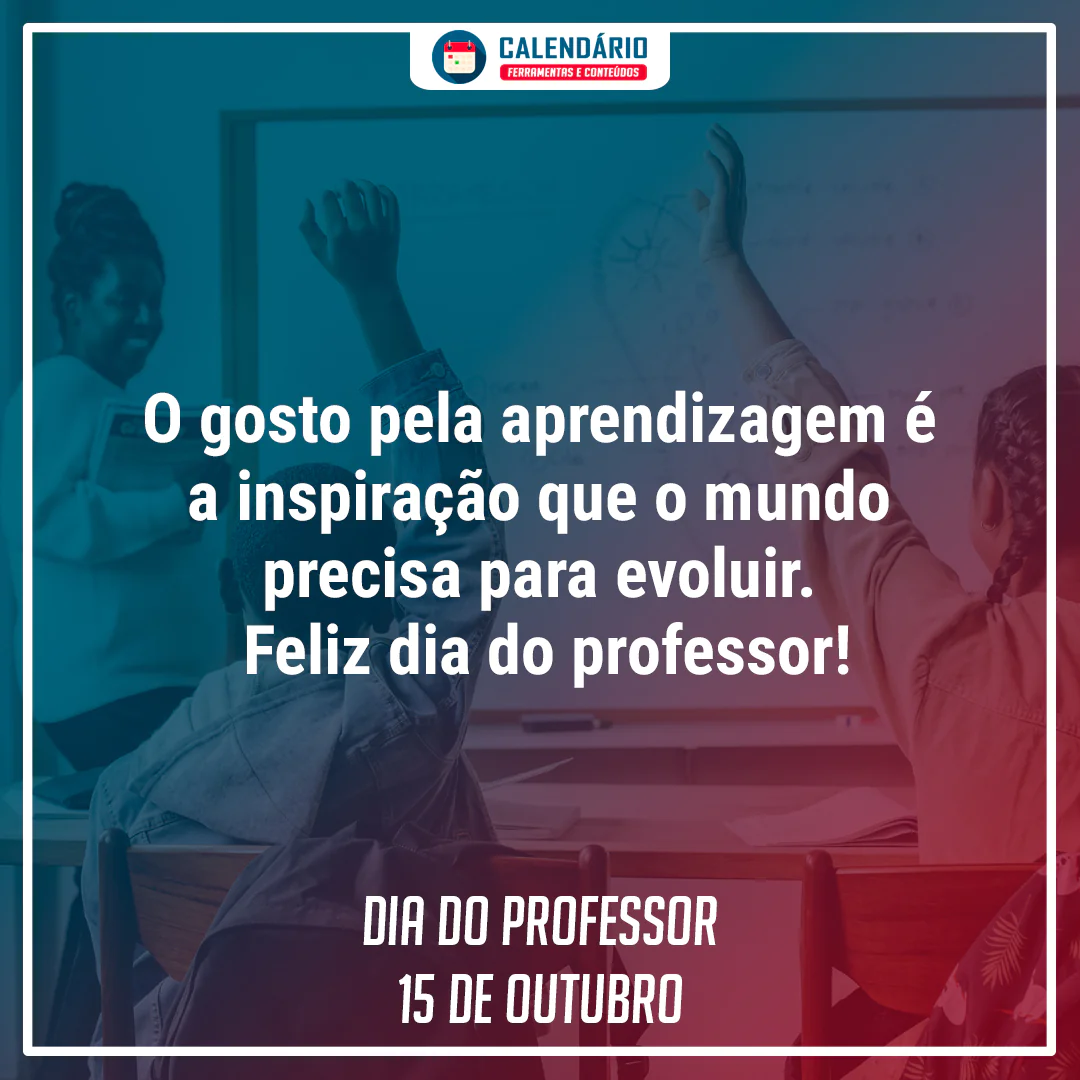 CALENDÁRIO
FERRAMENTAS E CONTEÚDOS
O gosto pela aprendizagem é
a inspiração que o mundo
precisa para evoluir.
Feliz dia do professor!
DIA DO PROFESSOR
15 DE OUTUBRO